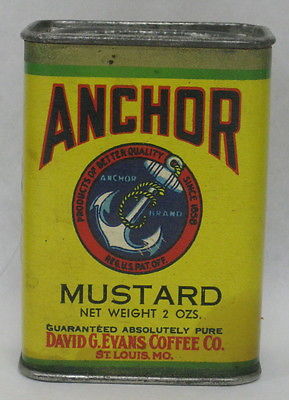 ANCHOR
PRODUCTS OF BETTER QUALITY SINCE 1858
ANCHOR
BRAND
REG.U.S.PAT.OFF.
MUSTARD
NET WEIGHT 2 OZS.
GUARANTEED ABSOLUTELY PURE
DAVID G. EVANS COFFEE CO.
ST. LOUIS, MO.